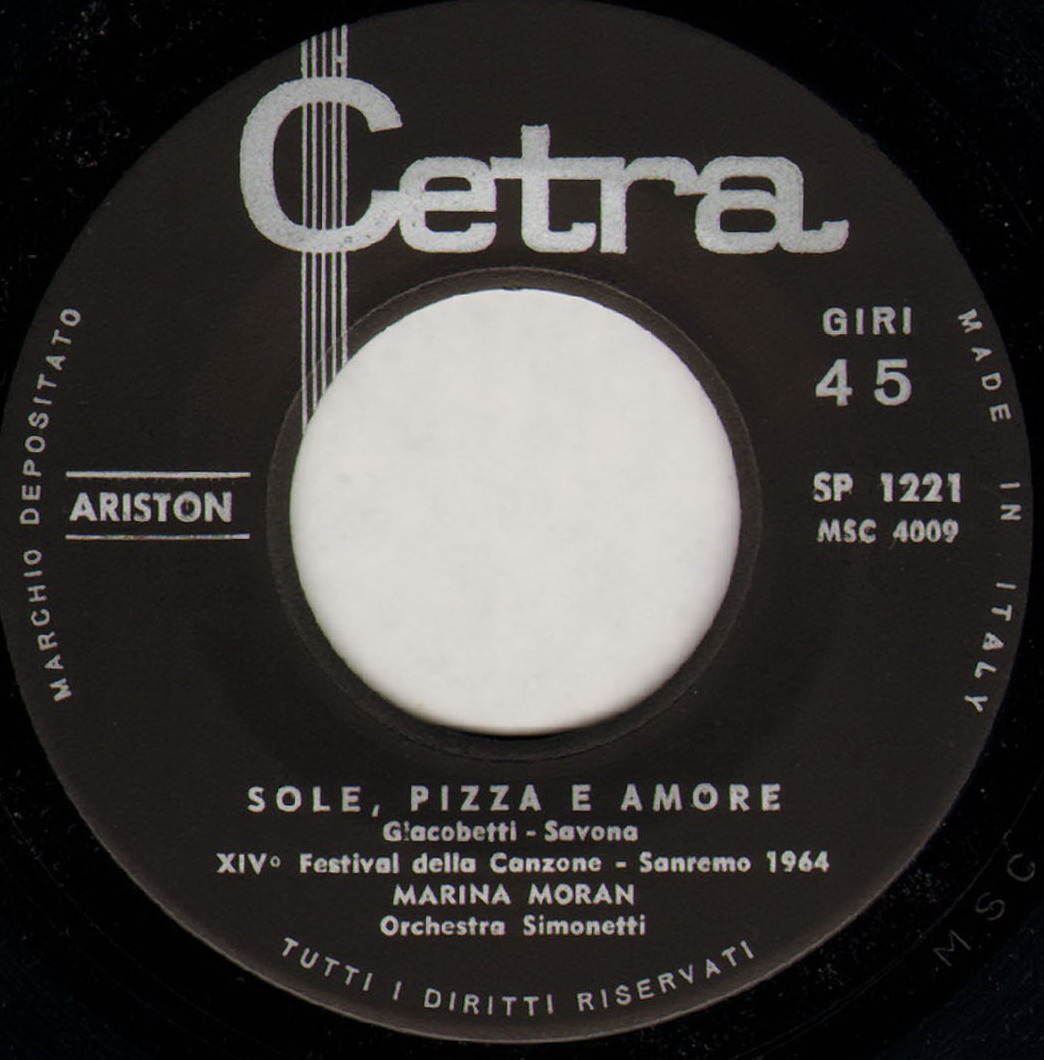 Cetra
GIRI
45
MARCHIO DEPOSITATO
ARISTON
SP 1221
MSC 4009
MADE IN ITALY
SOLE, PIZZA E AMORE
Giacobetti - Savona
XIVº Festival della Canzone - Sanremo 1964
MARINA MORAN
Orchestra Simonetti
TUTTI I DIRITTI RISERVATI
MSC